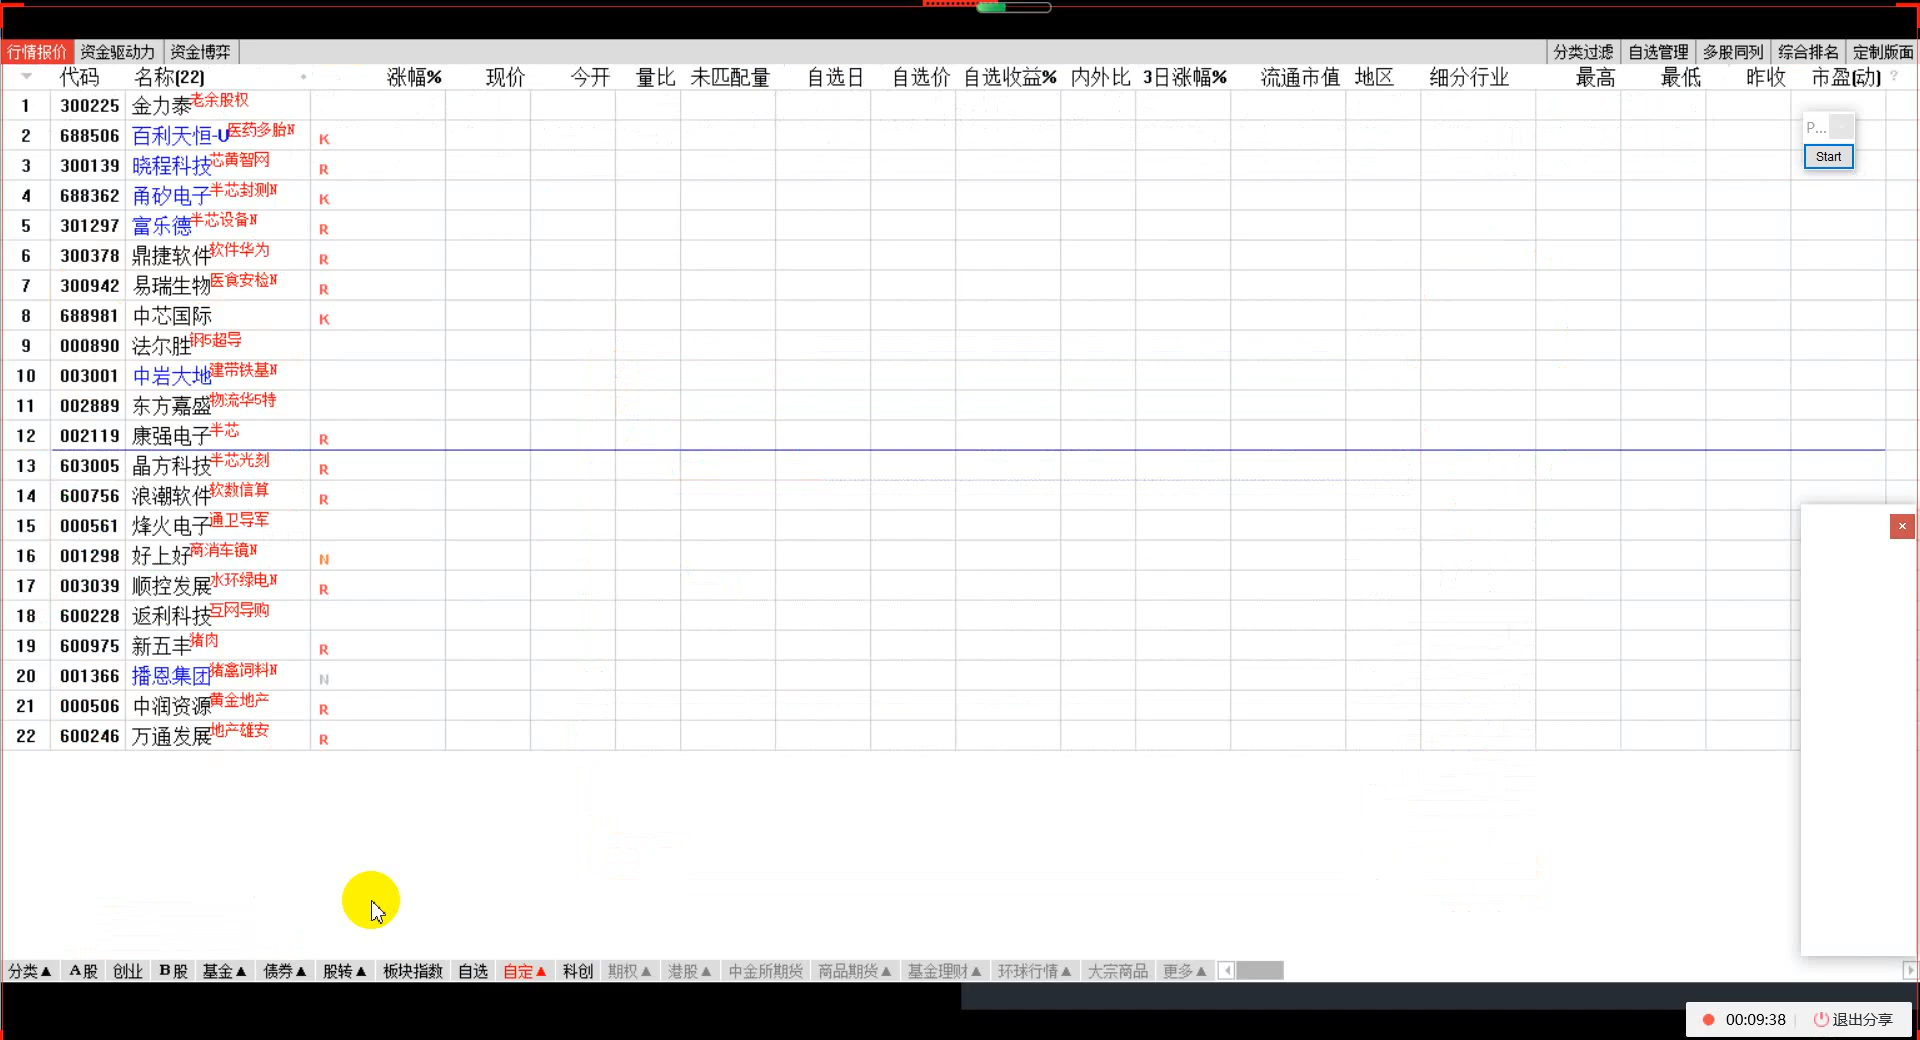 行情报价 资金驱动力 资金博弈 分类过滤 自选管理 多股同列 综合排名 定制版面
代码 名称(22) 涨幅% 现价 今开 量比 未匹配量 自选日 自选价 自选收益% 内外比 3日涨幅% 流通市值 地区 细分行业 最高 最低 昨收 市盈(动) ?
1 300225 金力泰 老余股权
2 688506 百利天恒-U 医药多胎N K
3 300139 晓程科技 芯黄智网 R
4 688362 甬矽电子 半芯封测N K
5 301297 富乐德 半芯设备N R
6 300378 鼎捷软件 软件华为 R
7 300942 易瑞生物 医食安检N R
8 688981 中芯国际 K
9 000890 法尔胜 钢5超导
10 003001 中岩大地 建带铁基N
11 002889 东方嘉盛 物流华5特
12 002119 康强电子 半芯 R
13 603005 晶方科技 半芯光刻 R
14 600756 浪潮软件 软数信算 R
15 000561 烽火电子 通卫导军
16 001298 好上好 商消车镜N N
17 003039 顺控发展 水环绿电N R
18 600228 返利科技 互网导购
19 600975 新五丰 猪肉 R
20 001366 播恩集团 猪禽饲料N N
21 000506 中润资源 黄金地产 R
22 600246 万通发展 地产雄安 R
P...
Start
分类▲ A股 创业 B股 基金▲ 债券▲ 股转▲ 板块指数 自选 自定▲ 科创 期权▲ 港股▲ 中金所期货 商品期货▲ 基金理财▲ 环球行情▲ 大宗商品 更多▲
00:09:38 退出分享